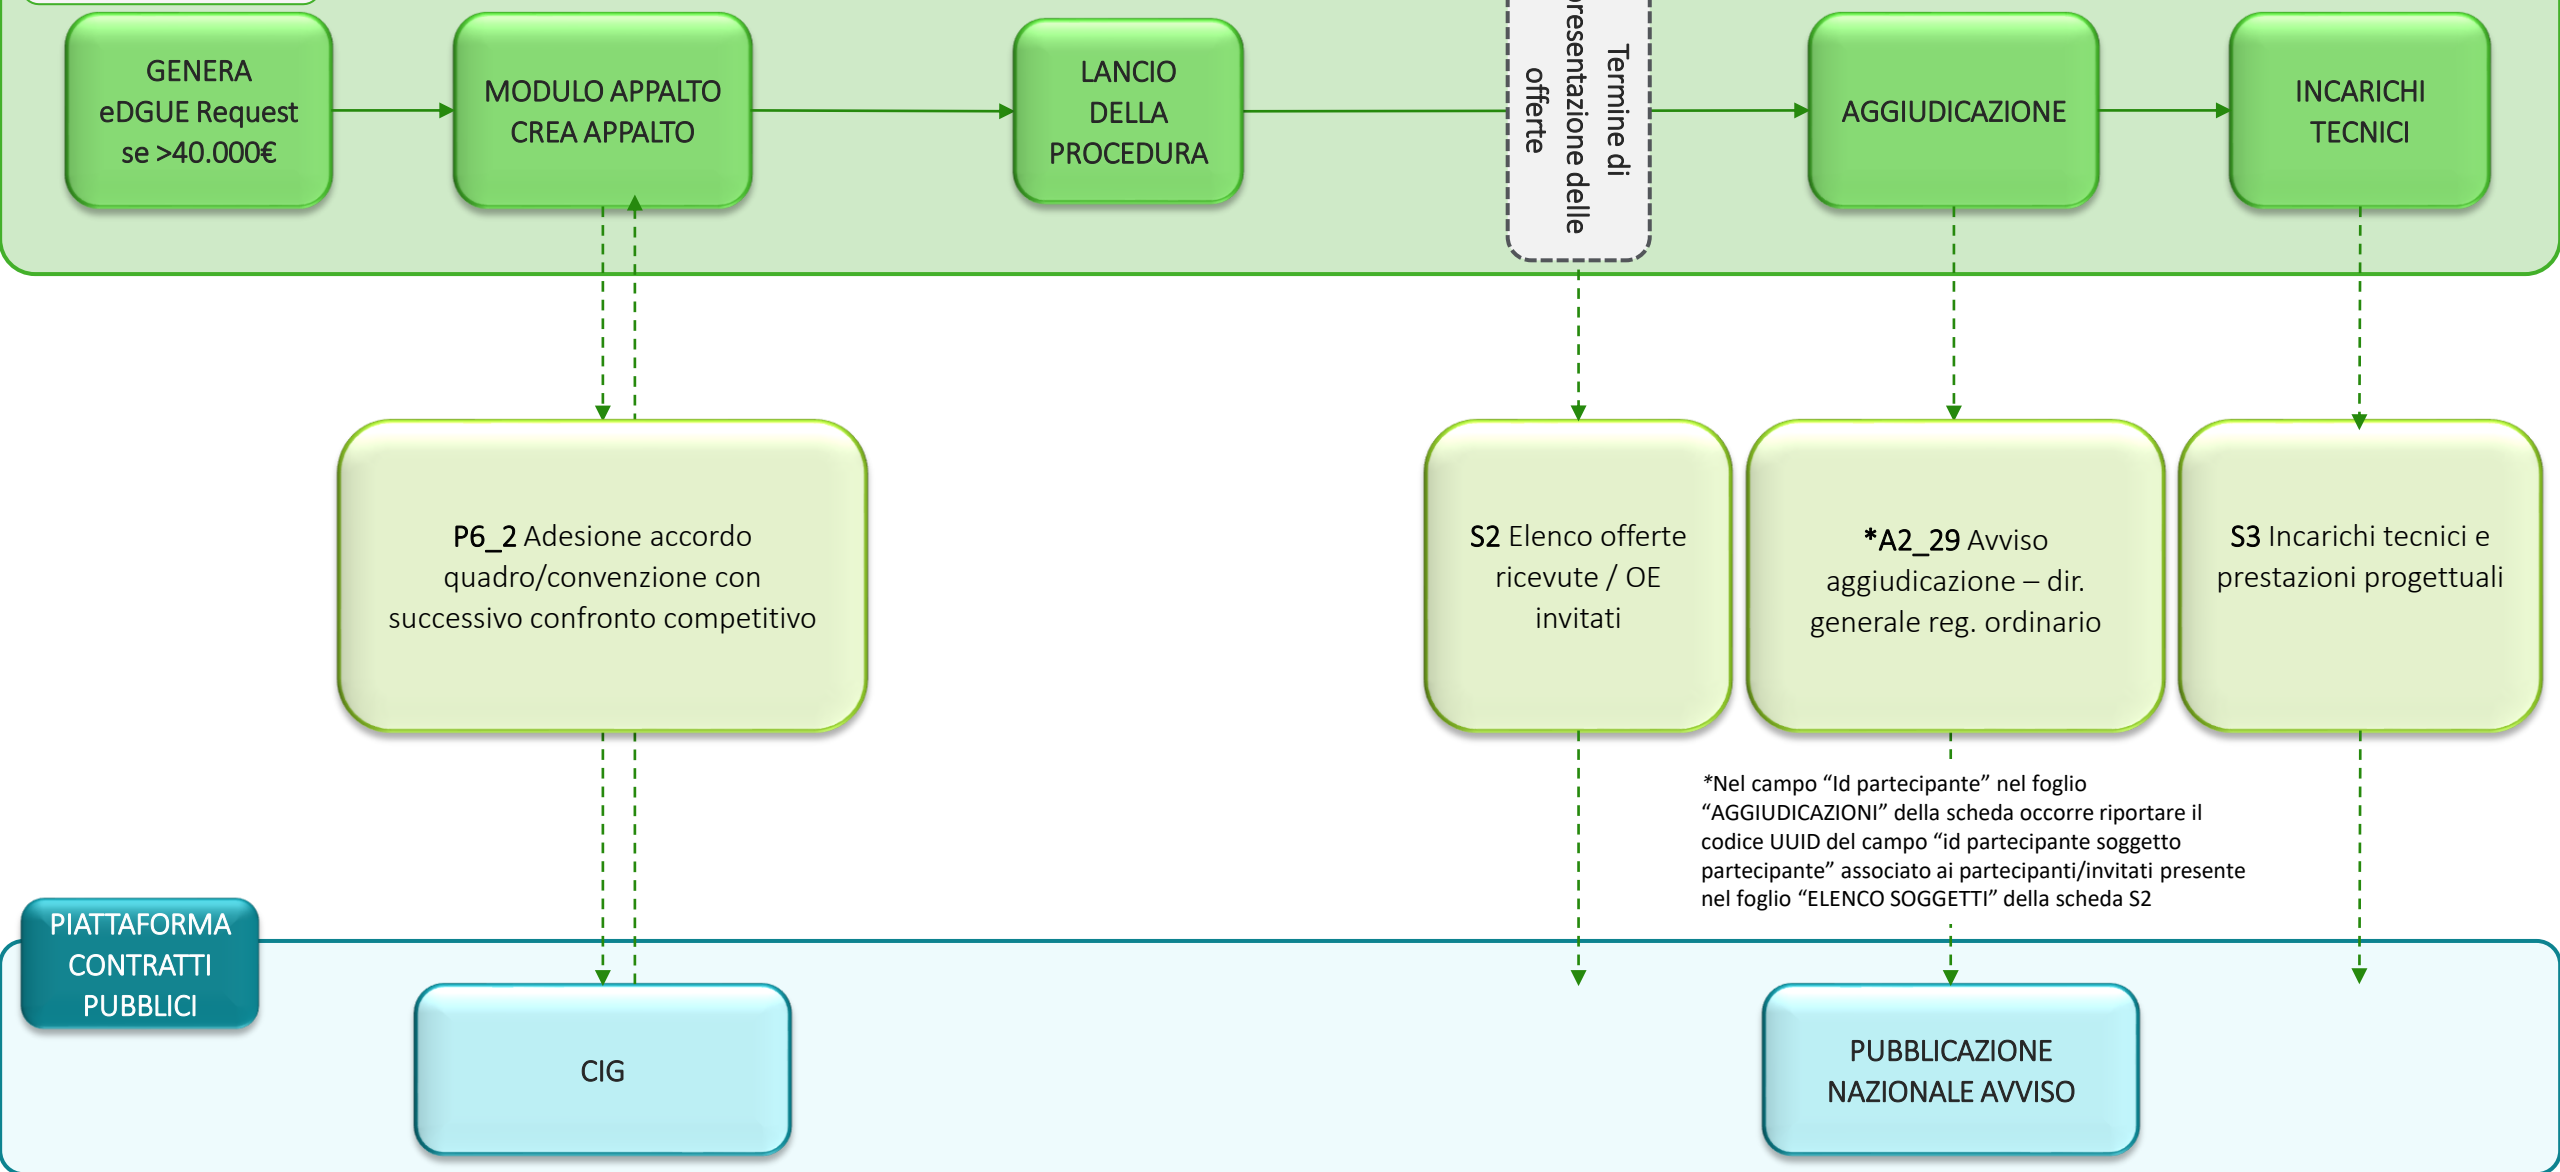 GENERA
eDGUE Request
se >40.000€
MODULO APPALTO
CREA APPALTO
LANCIO
DELLA
PROCEDURA
Termine di
presentazione delle
offerte
AGGIUDICAZIONE
INCARICHI
TECNICI
P6_2 Adesione accordo
quadro/convenzione con
successivo confronto competitivo
S2 Elenco offerte
ricevute / OE
invitati
*A2_29 Avviso
aggiudicazione – dir.
generale reg. ordinario
S3 Incarichi tecnici e
prestazioni progettuali
*Nel campo “Id partecipante” nel foglio
“AGGIUDICAZIONI” della scheda occorre riportare il
codice UUID del campo “id partecipante soggetto
partecipante” associato ai partecipanti/invitati presente
nel foglio “ELENCO SOGGETTI” della scheda S2
PIATTAFORMA
CONTRATTI
PUBBLICI
CIG
PUBBLICAZIONE
NAZIONALE AVVISO